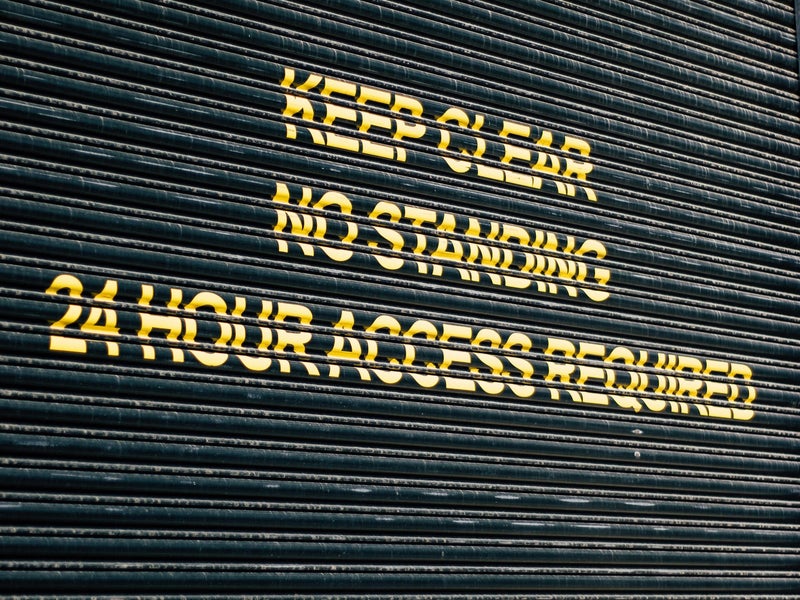 KEEP CLEAR
NO STANDING
24 HOUR ACCESS REQUIRED